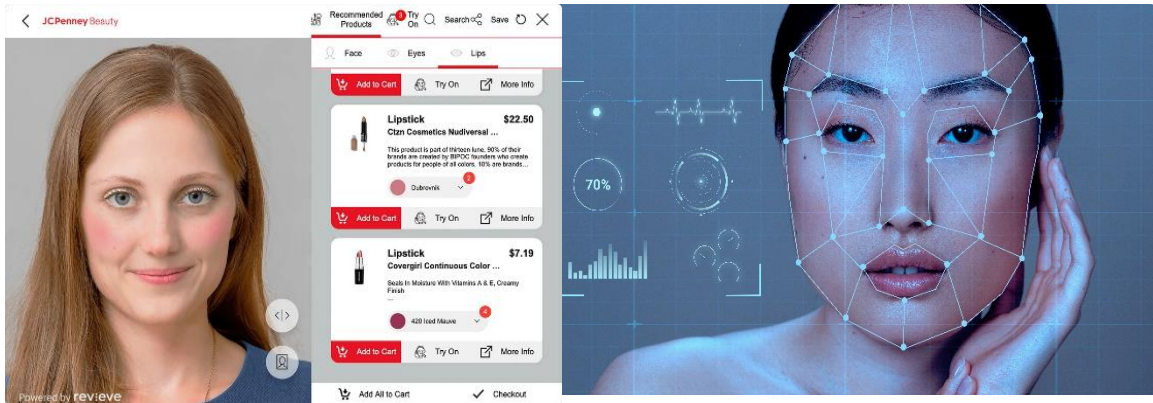 JCPenney Beauty
Recommended Products
3
Try On
Search
Save
Face
Eyes
Lips
Add to Cart
Try On
More Info
Lipstick
$22.50
Ctzn Cosmetics Nudiversal ...
This product is part of thirteen lune, 90% of their
brands are created by BIPOC founders who create
products for people of all colors. 10% are brands...
Dubrovnik
2
Add to Cart
Try On
More Info
Lipstick
$7.19
Covergirl Continuous Color ...
Seals In Moisture With Vitamins A & E, Creamy
Finish
...
420 Iced Mauve
4
Add to Cart
Try On
More Info
Add All to Cart
Checkout
Powered by revieve
70%